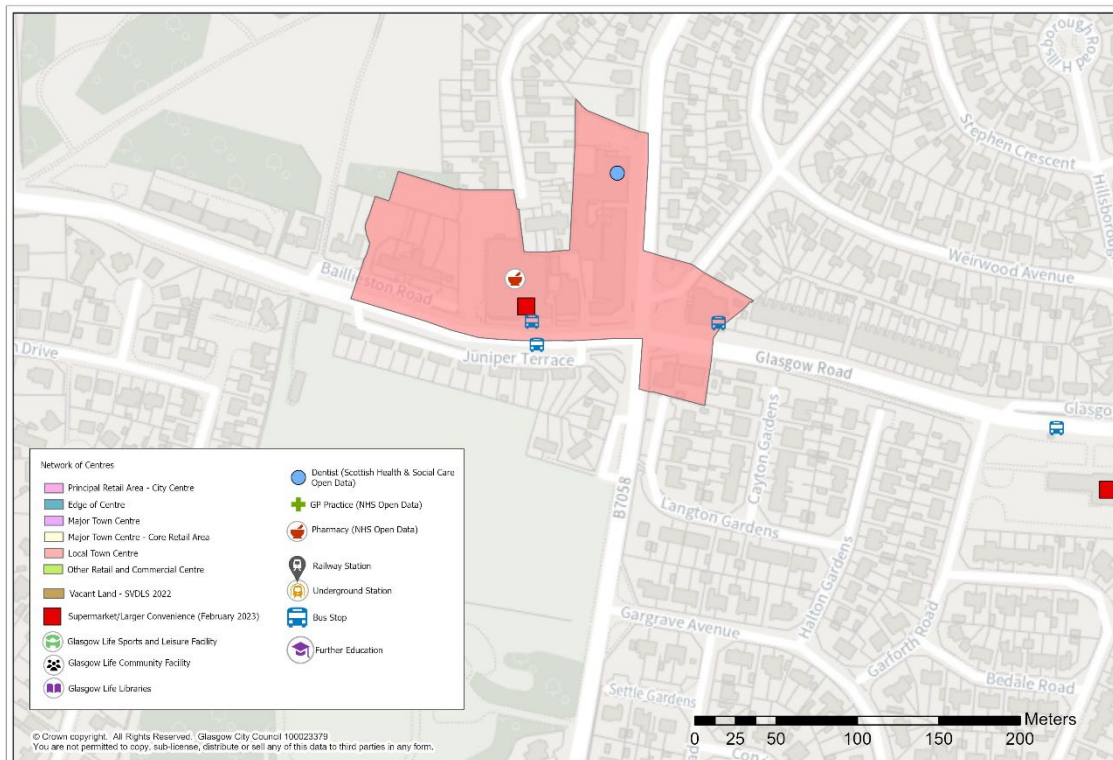 Hillsborough Road
Stephen Crescent
Hillsborou
Weirwood Avenue
Baillieston Road
Juniper Terrace
n Drive
Glasgow Road
Glasgo
Cayton Gardens
Langton Gardens
B7058
Halton Gardens
Gargrave Avenue
Garforth Road
Bedale Road
Settle Gardens
Network of Centres
Principal Retail Area - City Centre
Edge of Centre
Major Town Centre
Major Town Centre - Core Retail Area
Local Town Centre
Other Retail and Commercial Centre
Vacant Land - SVDLS 2022
Supermarket/Larger Convenience (February 2023)
Glasgow Life Sports and Leisure Facility
Glasgow Life Community Facility
Glasgow Life Libraries
Dentist (Scottish Health & Social Care
Open Data)
GP Practice (NHS Open Data)
Pharmacy (NHS Open Data)
Railway Station
Underground Station
Bus Stop
Further Education
Meters
0 25 50 100 150 200
© Crown copyright. All Rights Reserved. Glasgow City Council 100023379
You are not permitted to copy, sub-license, distribute or sell any of this data to third parties in any form.